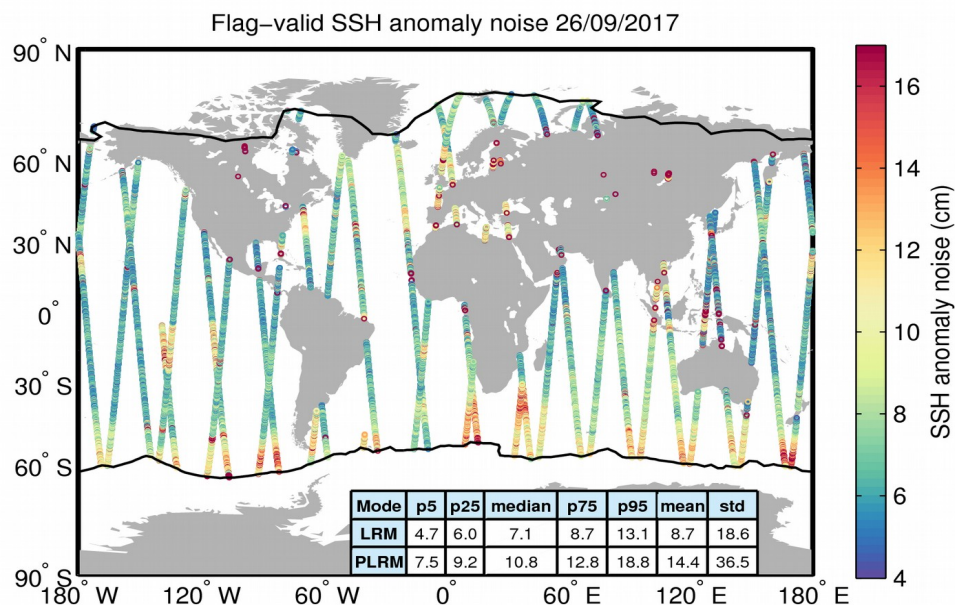 Flag-valid SSH anomaly noise 26/09/2017
90° N
60° N
30° N
0°
30° S
60° S
90° S
180° W
120° W
60° W
0°
60° E
120° E
180° E
Mode p5 p25 median p75 p95 mean std
LRM 4.7 6.0 7.1 8.7 13.1 8.7 18.6
PLRM 7.5 9.2 10.8 12.8 18.8 14.4 36.5
16
14
12
10
8
6
4
SSH anomaly noise (cm)